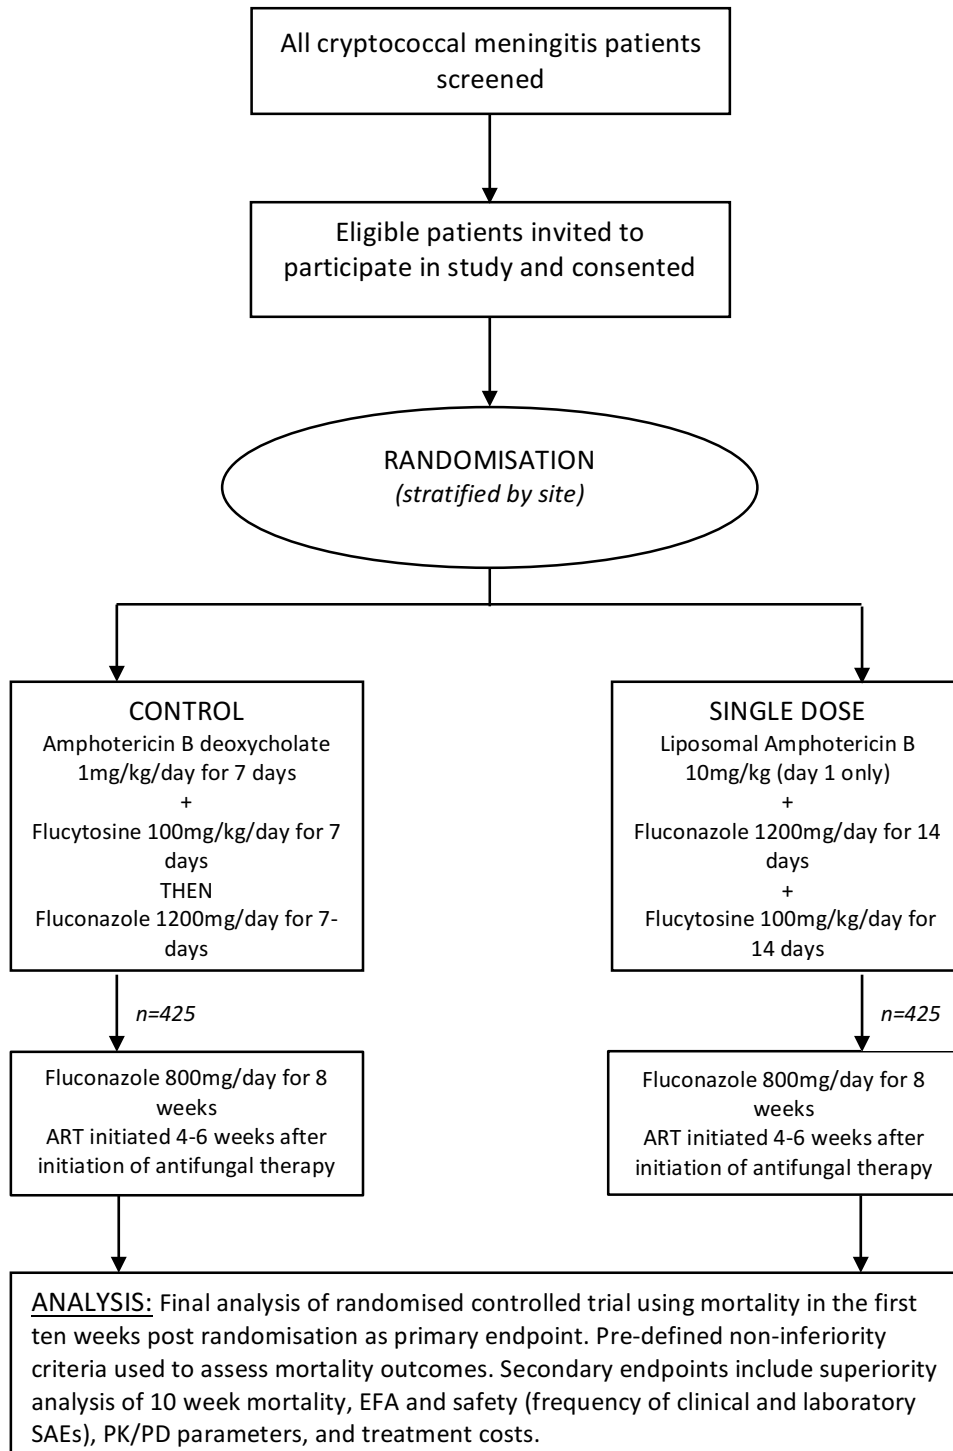 All cryptococcal meningitis patients
screened
Eligible patients invited to
participate in study and consented
RANDOMISATION
(stratified by site)
CONTROL
Amphotericin B deoxycholate
1mg/kg/day for 7 days
+
Flucytosine 100mg/kg/day for 7
days
THEN
Fluconazole 1200mg/day for 7-
days
SINGLE DOSE
Liposomal Amphotericin B
10mg/kg (day 1 only)
+
Fluconazole 1200mg/day for 14
days
+
Flucytosine 100mg/kg/day for
14 days
n=425
n=425
Fluconazole 800mg/day for 8
weeks
ART initiated 4-6 weeks after
initiation of antifungal therapy
Fluconazole 800mg/day for 8
weeks
ART initiated 4-6 weeks after
initiation of antifungal therapy
ANALYSIS: Final analysis of randomised controlled trial using mortality in the first
ten weeks post randomisation as primary endpoint. Pre-defined non-inferiority
criteria used to assess mortality outcomes. Secondary endpoints include superiority
analysis of 10 week mortality, EFA and safety (frequency of clinical and laboratory
SAEs), PK/PD parameters, and treatment costs.